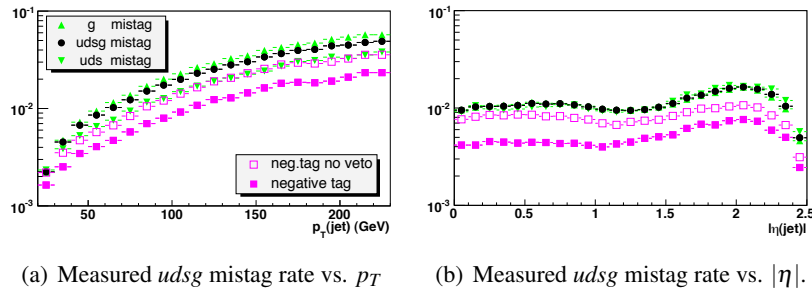 10⁻¹
10⁻²
10⁻³
g mistag
udsg mistag
uds mistag
neg.tag no veto
negative tag
50 100 150 200
p_T(jet) (GeV)
10⁻¹
10⁻²
10⁻³
0 0.5 1 1.5 2 2.5
|η(jet)|
(a) Measured udsg mistag rate vs. p_T
(b) Measured udsg mistag rate vs. |η|.